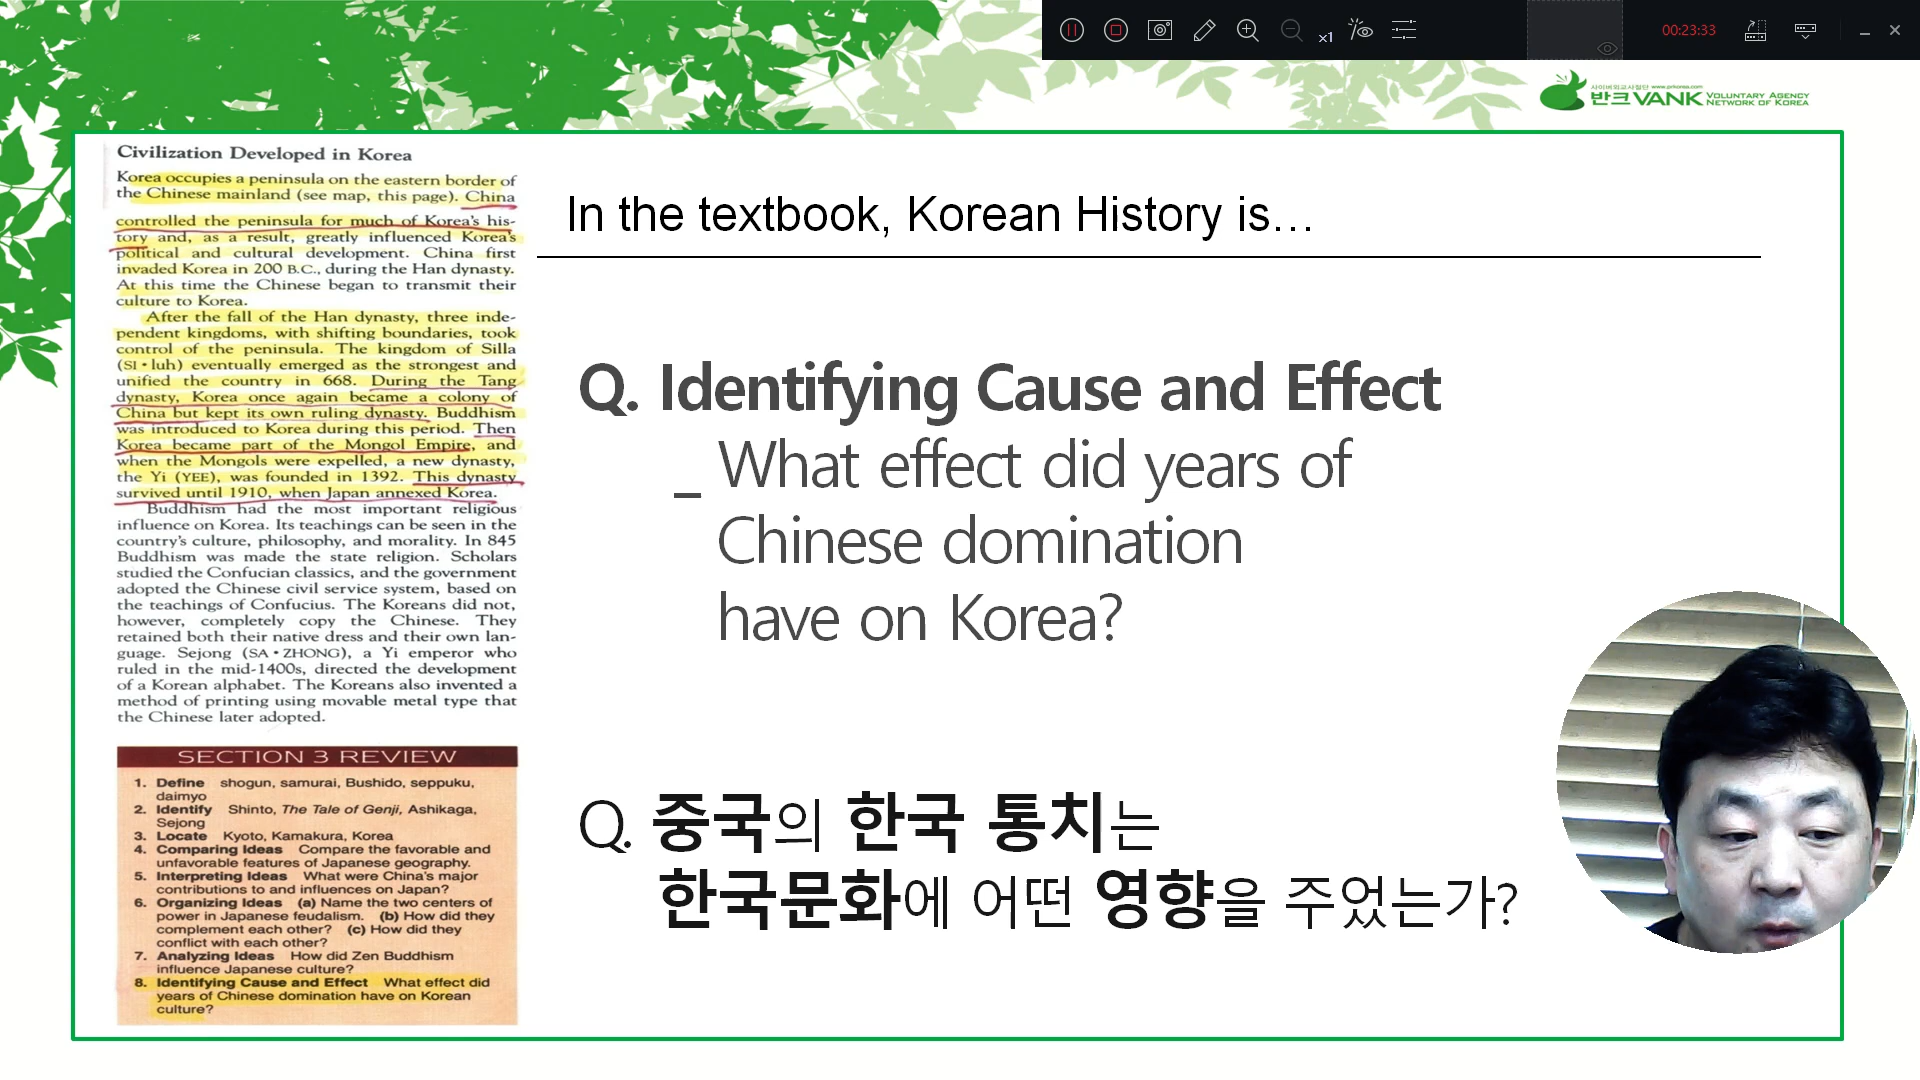 x1
00:23:33
사이버외교사절단 www.prkorea.com
반크VANK VOLUNTARY AGENCY
NETWORK OF KOREA
Civilization Developed in Korea
Korea occupies a peninsula on the eastern border of
the Chinese mainland (see map, this page). China
controlled the peninsula for much of Korea's his-
tory and, as a result, greatly influenced Korea's
political and cultural development. China first
invaded Korea in 200 B.C., during the Han dynasty.
At this time the Chinese began to transmit their
culture to Korea.
After the fall of the Han dynasty, three inde-
pendent kingdoms, with shifting boundaries, took
control of the peninsula. The kingdom of Silla
(SI•luh) eventually emerged as the strongest and
unified the country in 668. During the Tang
dynasty, Korea once again became a colony of
China but kept its own ruling dynasty. Buddhism
was introduced to Korea during this period. Then
Korea became part of the Mongol Empire, and
when the Mongols were expelled, a new dynasty,
the Yi (YEE), was founded in 1392. This dynasty
survived until 1910, when Japan annexed Korea.
Buddhism had the most important religious
influence on Korea. Its teachings can be seen in the
country's culture, philosophy, and morality. In 845
Buddhism was made the state religion. Scholars
studied the Confucian classics, and the government
adopted the Chinese civil service system, based on
the teachings of Confucius. The Koreans did not,
however, completely copy the Chinese. They
retained both their native dress and their own lan-
guage. Sejong (SA•ZHONG), a Yi emperor who
ruled in the mid-1400s, directed the development
of a Korean alphabet. The Koreans also invented a
method of printing using movable metal type that
the Chinese later adopted.
SECTION 3 REVIEW
1. Define shogun, samurai, Bushido, seppuku,
daimyo
2. Identify Shinto, The Tale of Genji, Ashikaga,
Sejong
3. Locate Kyoto, Kamakura, Korea
4. Comparing Ideas Compare the favorable and
unfavorable features of Japanese geography.
5. Interpreting Ideas What were China's major
contributions to and influences on Japan?
6. Organizing Ideas (a) Name the two centers of
power in Japanese feudalism. (b) How did they
complement each other? (c) How did they
conflict with each other?
7. Analyzing Ideas How did Zen Buddhism
influence Japanese culture?
8. Identifying Cause and Effect What effect did
years of Chinese domination have on Korean
culture?
In the textbook, Korean History is…
Q. Identifying Cause and Effect
_ What effect did years of
Chinese domination
have on Korea?
Q. 중국의 한국 통치는
한국문화에 어떤 영향을 주었는가?